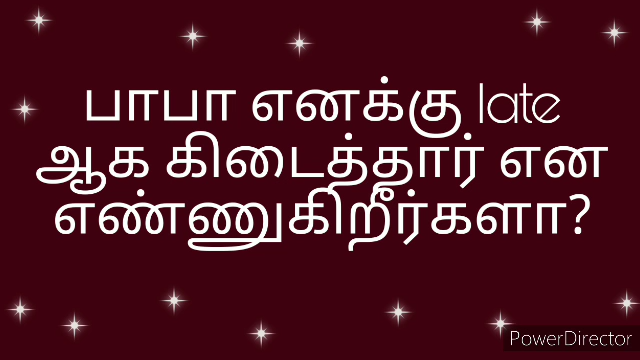 பாபா எனக்கு late
ஆக கிடைத்தார் என
எண்ணுகிறீர்களா?
PowerDirector